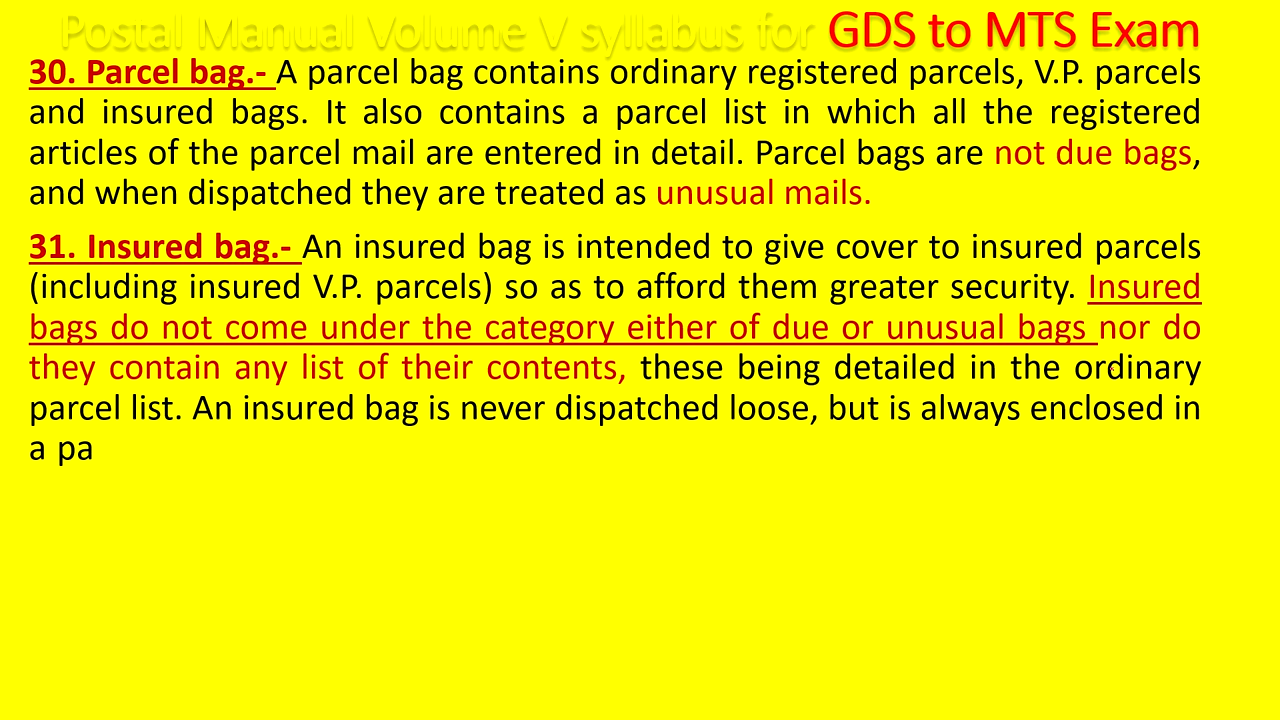 Postal Manual Volume V syllabus for GDS to MTS Exam
30. Parcel bag.- A parcel bag contains ordinary registered parcels, V.P. parcels
and insured bags. It also contains a parcel list in which all the registered
articles of the parcel mail are entered in detail. Parcel bags are not due bags,
and when dispatched they are treated as unusual mails.
31. Insured bag.- An insured bag is intended to give cover to insured parcels
(including insured V.P. parcels) so as to afford them greater security. Insured
bags do not come under the category either of due or unusual bags nor do
they contain any list of their contents, these being detailed in the ordinary
parcel list. An insured bag is never dispatched loose, but is always enclosed in
a pa